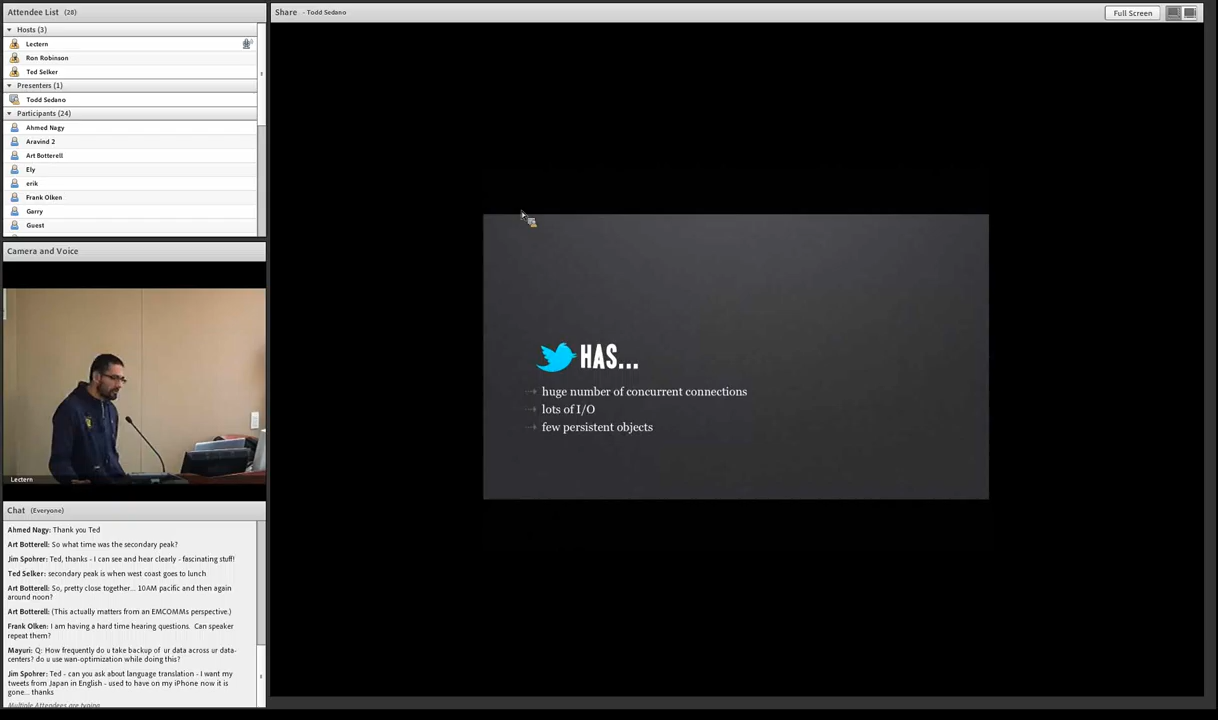 Attendee List (28)
Hosts (3)
Lectern
Ron Robinson
Ted Selker
Presenters (1)
Todd Sedano
Participants (24)
Ahmed Nagy
Aravind 2
Art Botterell
Ely
erik
Frank Olken
Garry
Guest
Camera and Voice
Lectern
Chat (Everyone)
Ahmed Nagy: Thank you Ted
Art Botterell: So what time was the secondary peak?
Jim Spohrer: Ted, thanks - I can see and hear clearly - fascinating stuff!
Ted Selker: secondary peak is when west coast goes to lunch
Art Botterell: So, pretty close together... 10AM pacific and then again
around noon?
Art Botterell: (This actually matters from an EMCOMMs perspective.)
Frank Olken: I am having a hard time hearing questions. Can speaker
repeat them?
Mayuri: Q: How frequently do u take backup of ur data across ur data-
centers? do u use wan-optimization while doing this?
Jim Spohrer: Ted - can you ask about language translation - I want my
tweets from Japan in English - used to have on my iPhone now it is
gone... thanks
Multiple Attendees are typing
Share - Todd Sedano
Full Screen
HAS...
huge number of concurrent connections
lots of I/O
few persistent objects